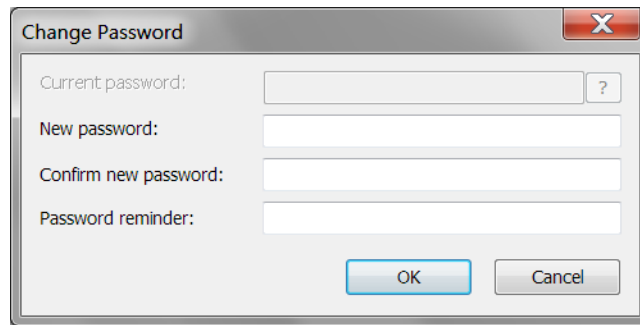 Change Password
Current password:
?
New password:
Confirm new password:
Password reminder:
OK Cancel